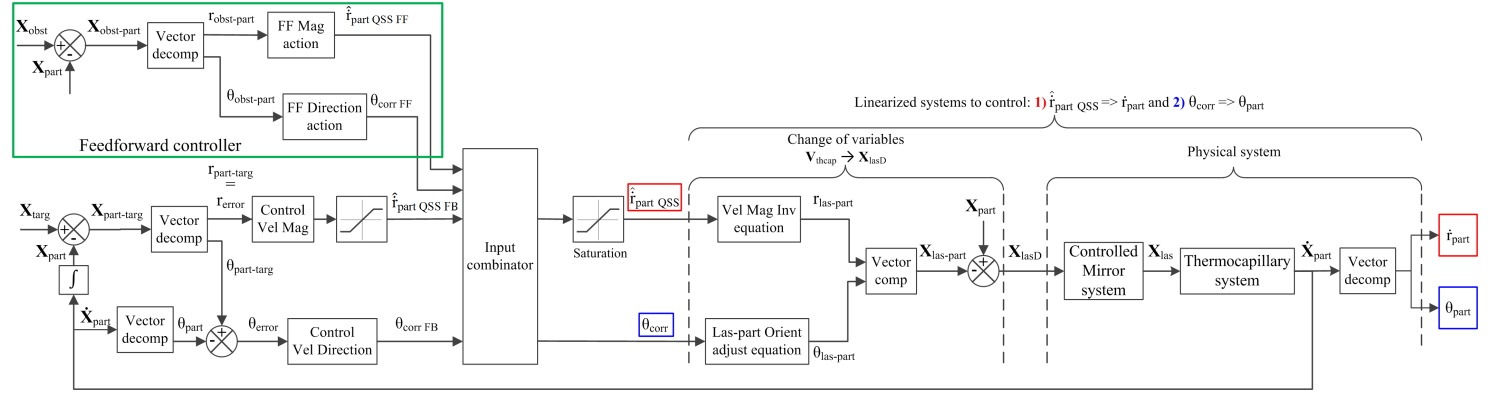 X_obst
+
-
X_part
X_obst-part
Vector
decomp
r_obst-part
FF Mag
action
r̂̇_part QSS FF
θ_obst-part
FF Direction
action
θ_corr FF
Feedforward controller
r_part-targ
=
r_error
X_targ
+
-
X_part
X_part-targ
Vector
decomp
Control
Vel Mag
r̂̇_part QSS FB
θ_part-targ
∫
Ẋ_part
Vector
decomp
θ_part
+
-
θ_error
Control
Vel Direction
θ_corr FB
Input
combinator
Saturation
r̂̇_part QSS
θ_corr
Linearized systems to control: 1) r̂̇_part QSS => ṙ_part and 2) θ_corr => θ_part
Change of variables
V_thcap → X_lasD
Physical system
Vel Mag Inv
equation
r_las-part
Las-part Orient
adjust equation
θ_las-part
Vector
comp
X_las-part
X_part
+
-
X_lasD
Controlled
Mirror
system
X_las
Thermocapillary
system
Ẋ_part
Vector
decomp
ṙ_part
θ_part